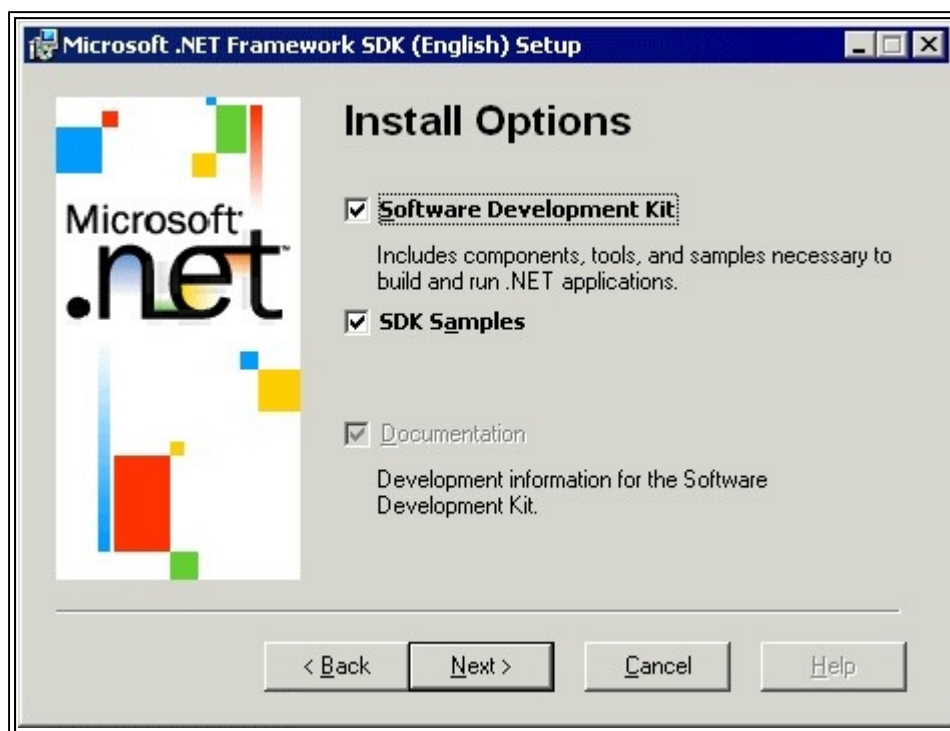 Microsoft .NET Framework SDK (English) Setup
Install Options
Microsoft
.net
Software Development Kit
Includes components, tools, and samples necessary to
build and run .NET applications.
SDK Samples
Documentation
Development information for the Software
Development Kit.
< Back
Next >
Cancel
Help